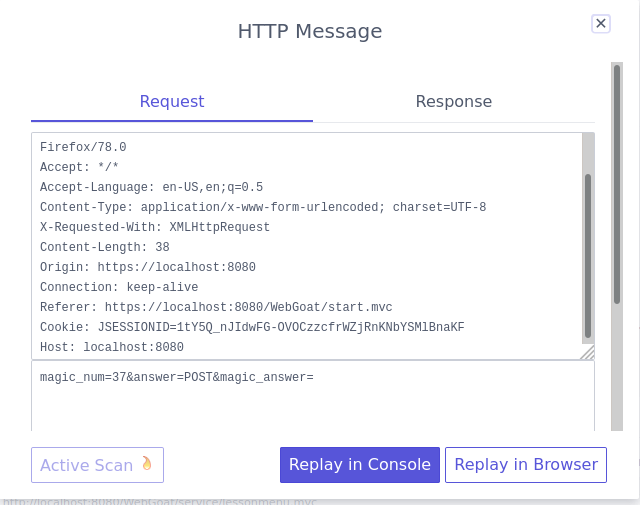 HTTP Message
Request
Response
Firefox/78.0
Accept: */*
Accept-Language: en-US,en;q=0.5
Content-Type: application/x-www-form-urlencoded; charset=UTF-8
X-Requested-With: XMLHttpRequest
Content-Length: 38
Origin: https://localhost:8080
Connection: keep-alive
Referer: https://localhost:8080/WebGoat/start.mvc
Cookie: JSESSIONID=1tY5Q_nJIdwFG-OVOCzzcfrWZjRnKNbYSMlBnaKF
Host: localhost:8080
magic_num=37&answer=POST&magic_answer=
Active Scan
Replay in Console
Replay in Browser
http://localhost:8080/WebGoat/service/lessonmenu.mvc